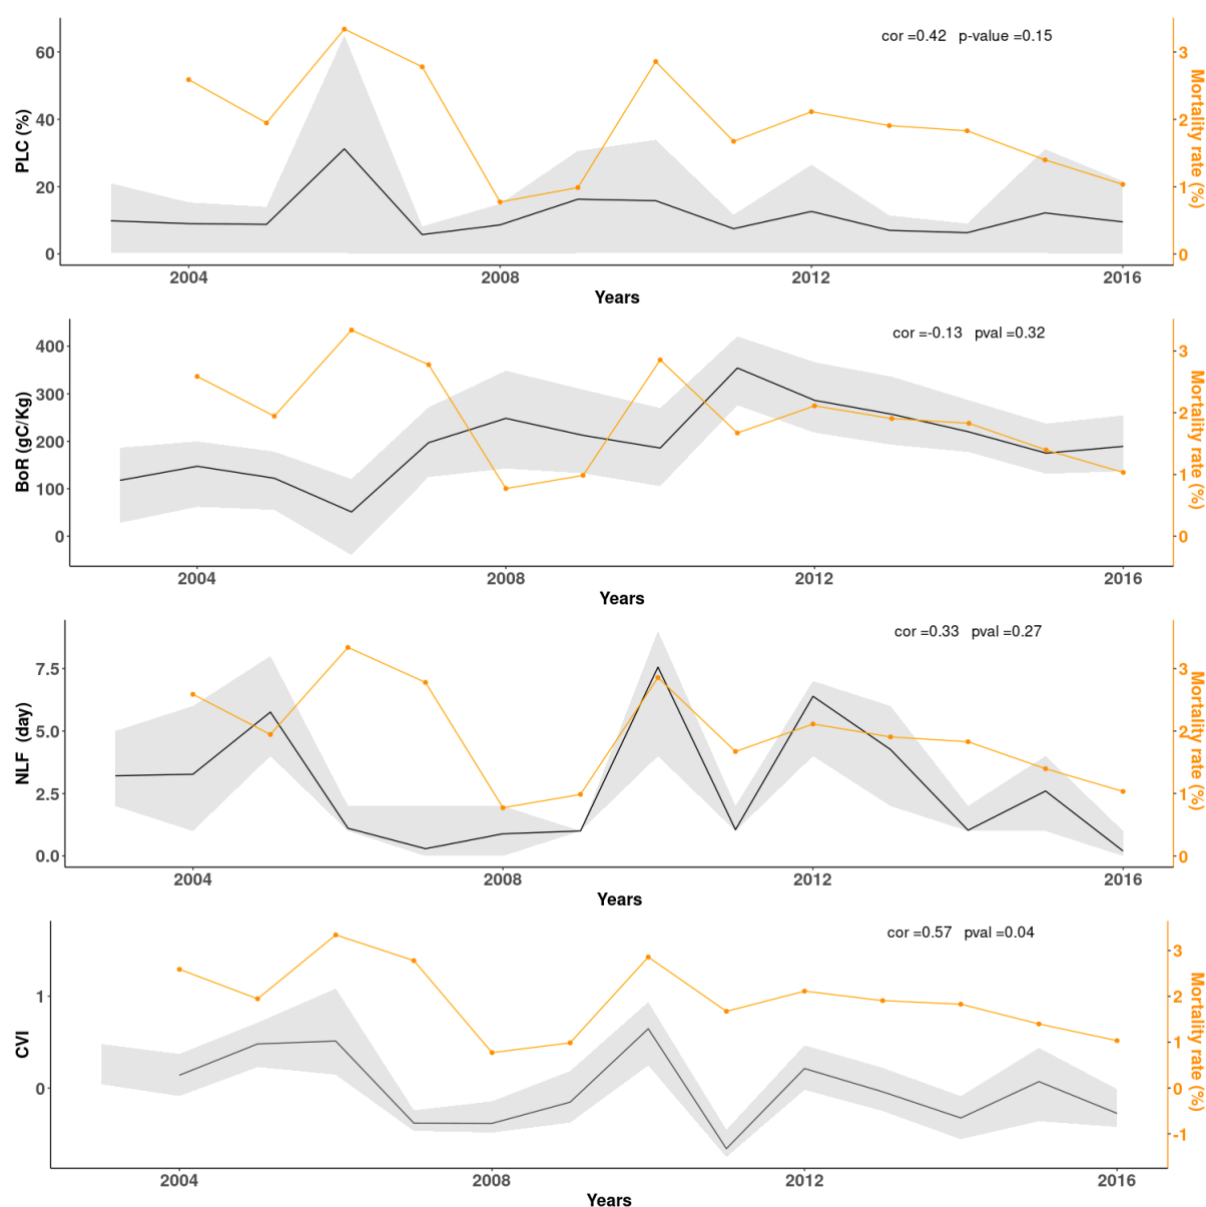 cor =0.42 p-value =0.15
PLC (%)
60
40
20
0
3
2
1
0
Mortality rate (%)
2004 2008 2012 2016
Years
cor =-0.13 pval =0.32
BoR (gC/Kg)
400
300
200
100
0
3
2
1
0
Mortality rate (%)
2004 2008 2012 2016
Years
cor =0.33 pval =0.27
NLF (day)
7.5
5.0
2.5
0.0
3
2
1
0
Mortality rate (%)
2004 2008 2012 2016
Years
cor =0.57 pval =0.04
CVI
1
0
3
2
1
0
-1
Mortality rate (%)
2004 2008 2012 2016
Years